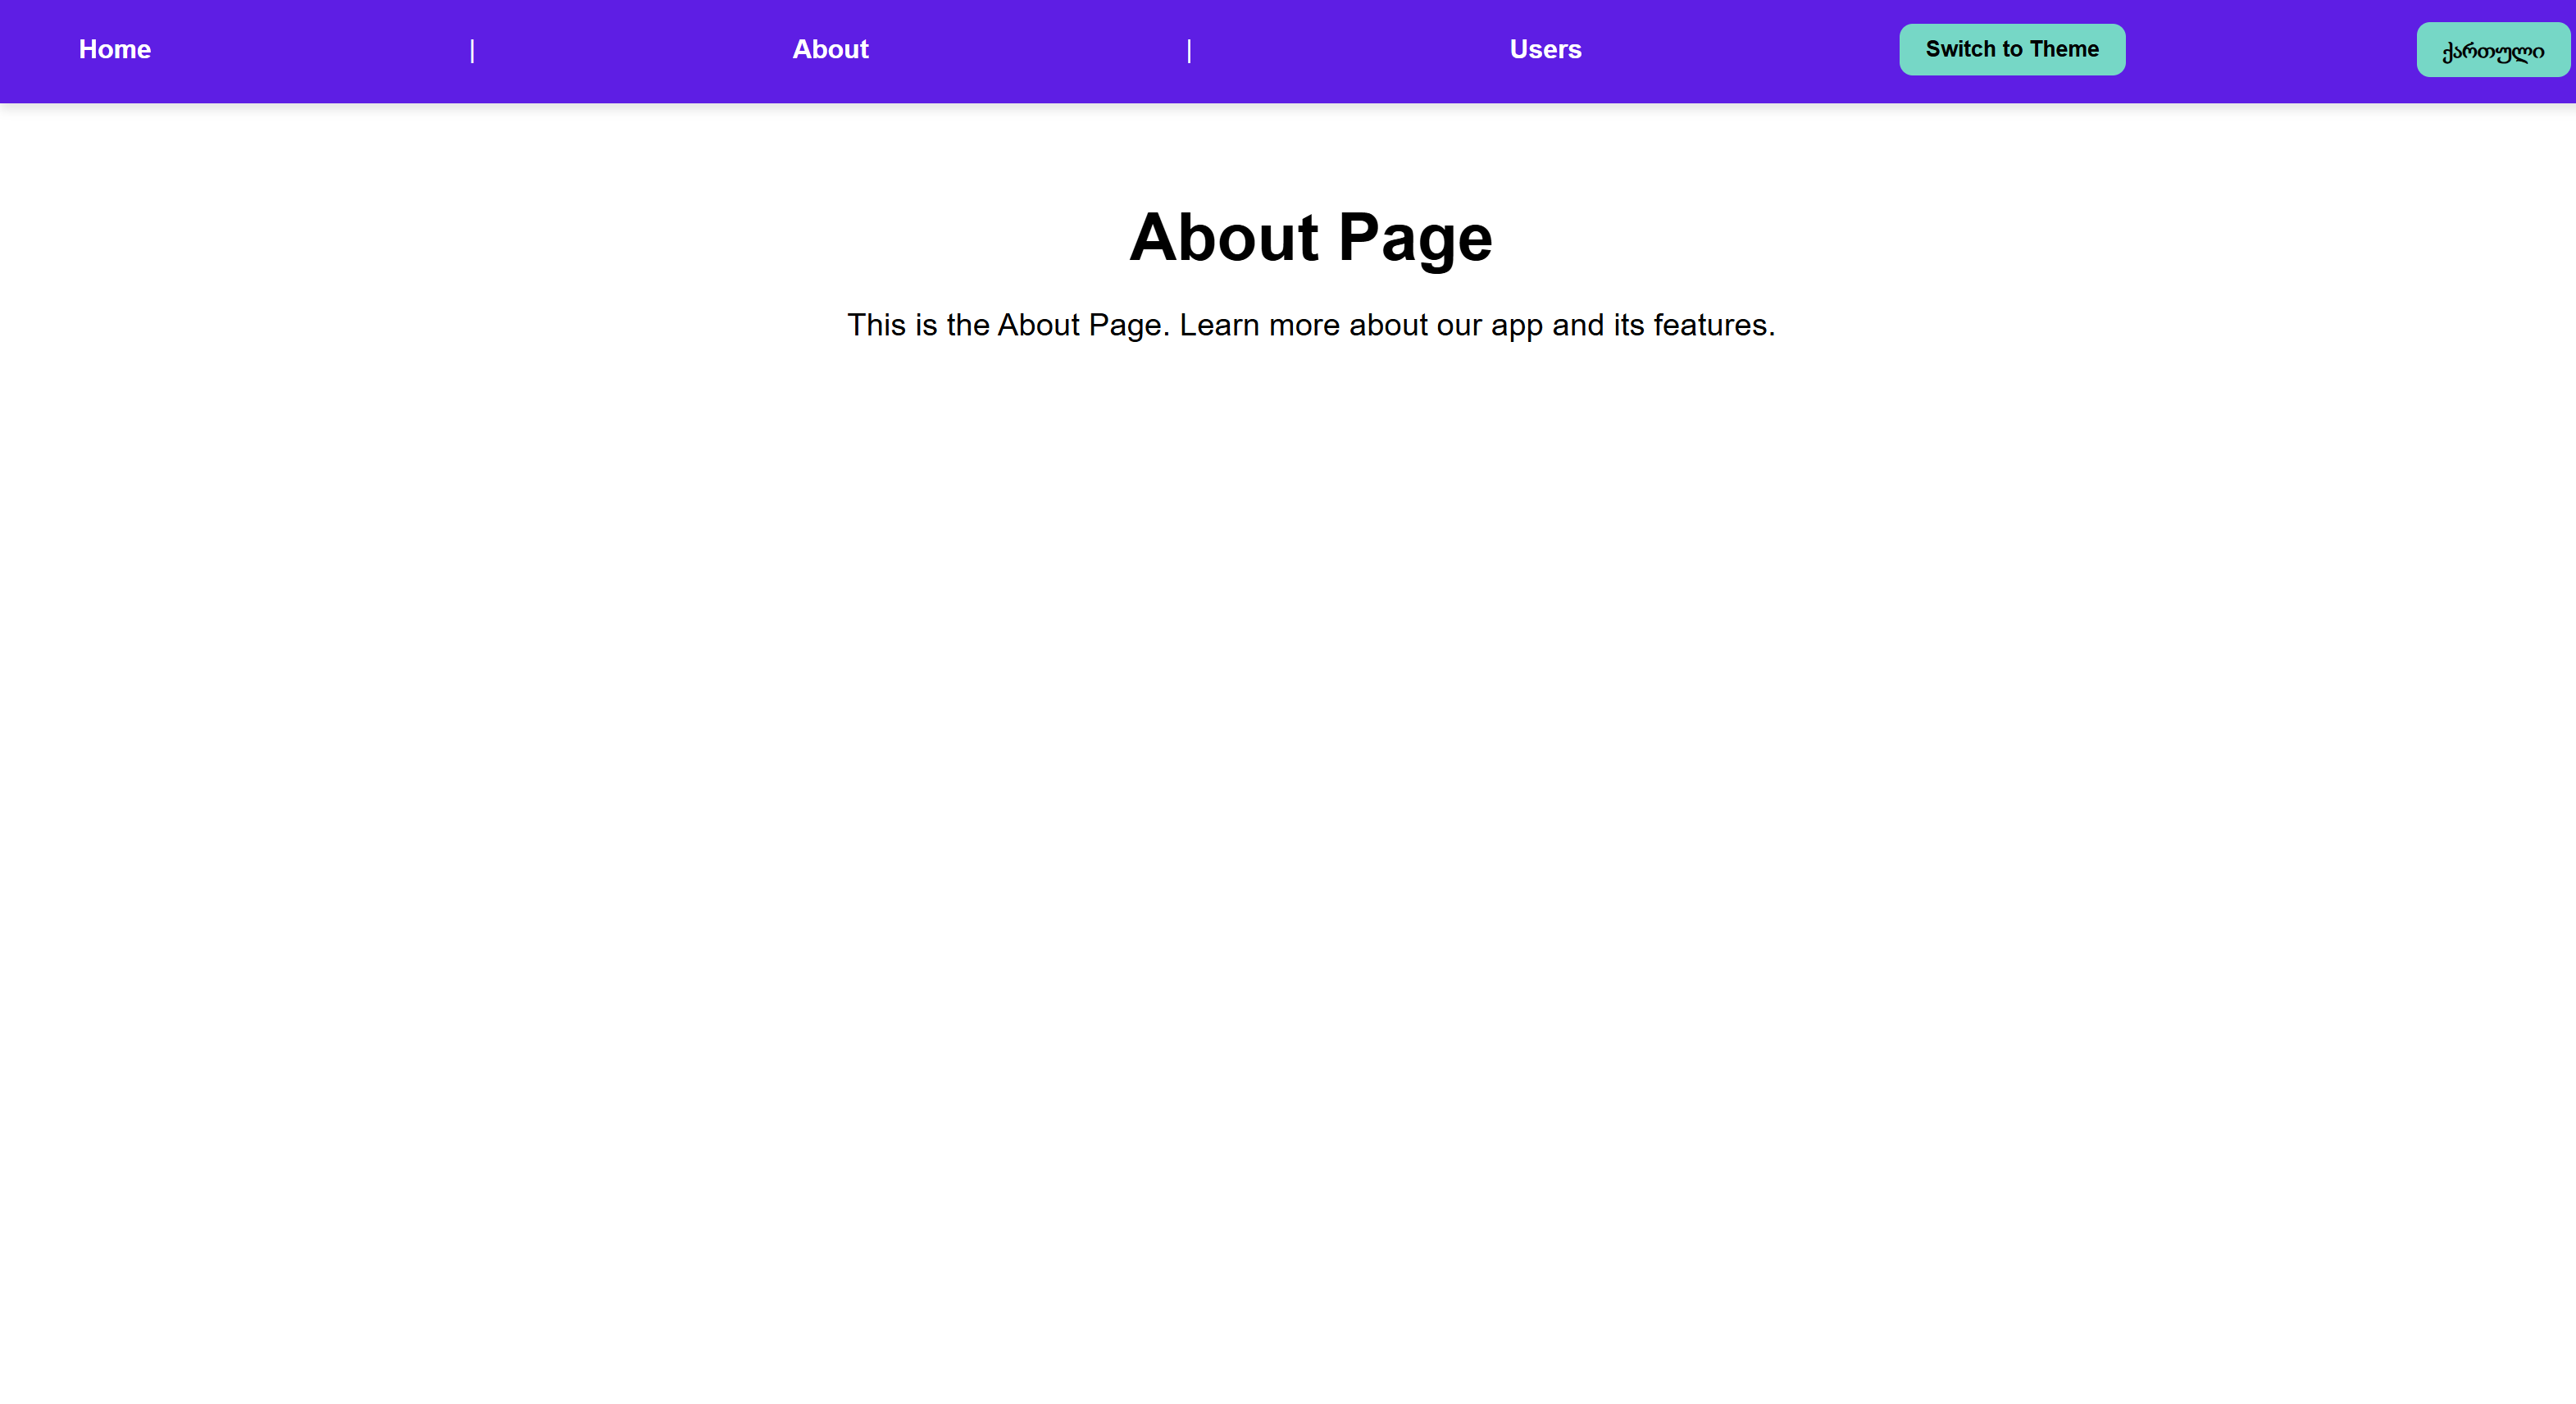 Home | About | Users Switch to Theme ქართული
About Page
This is the About Page. Learn more about our app and its features.